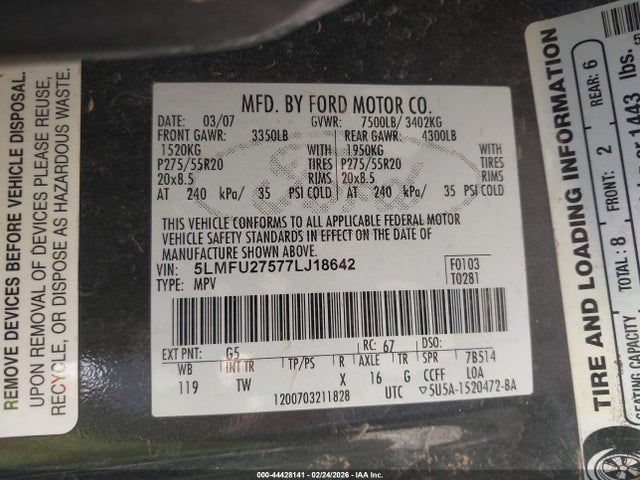 REMOVE DEVICES BEFORE VEHICLE DISPOSAL.
UPON REMOVAL OF DEVICES PLEASE REUSE,
RECYCLE, OR DISPOSE AS HAZARDOUS WASTE.
MFD. BY FORD MOTOR CO.
DATE: 03/07 GVWR: 7500LB/ 3402KG
FRONT GAWR: 3350LB REAR GAWR: 4300LB
1520KG WITH 1950KG WITH
P275/55R20 TIRES P275/55R20 TIRES
20x8.5 RIMS 20x8.5 RIMS
AT 240 kPa/ 35 PSI COLD AT 240 kPa/ 35 PSI COLD
THIS VEHICLE CONFORMS TO ALL APPLICABLE FEDERAL MOTOR
VEHICLE SAFETY STANDARDS IN EFFECT ON THE DATE OF
MANUFACTURE SHOWN ABOVE.
VIN: 5LMFU27577LJ18642 F0103
TYPE: MPV T0281
EXT PNT: G5 RC: 67 DSO:
WB INT TR TP/PS R AXLE TR SPR 7B514
119 TW X 16 G CCFF LOA
1200703211828 UTC ▽5U5A-1520472-BA
TIRE AND LOADING INFORMATION
SEATING CAPACITY TOTAL : 8 FRONT: 2 REAR: 6
443 lbs.
000-44428141 - 02/24/2026 - IAA Inc.